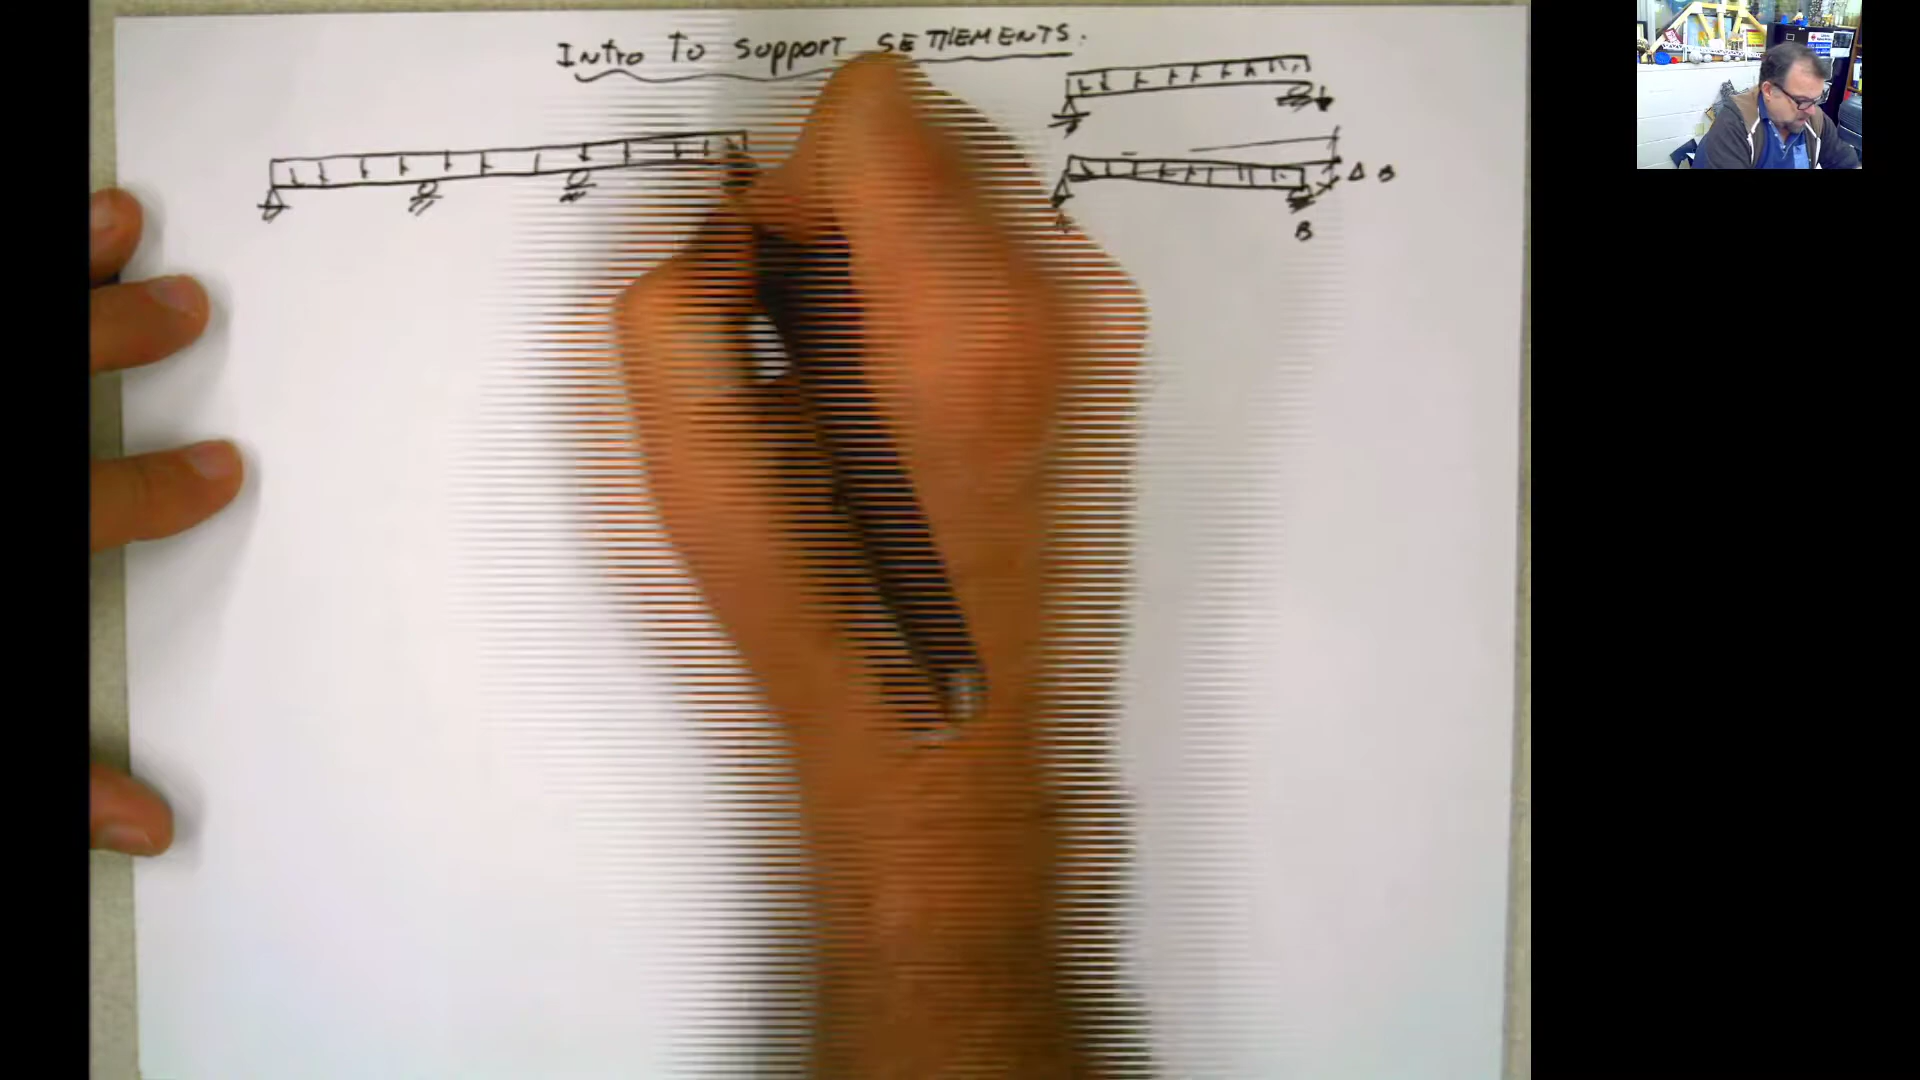 Intro To Support SETTLEMENTS.
Δ B
A
B